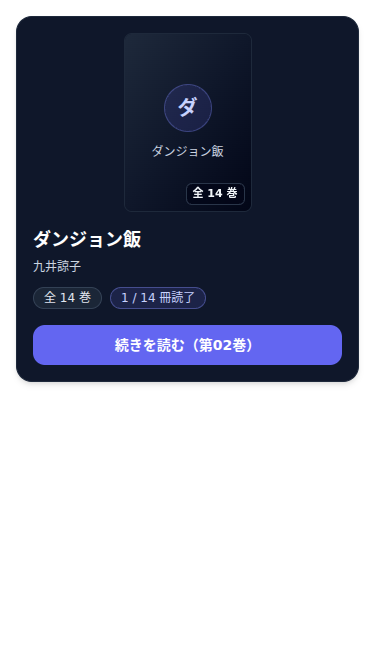 ダ
ダンジョン飯
全 14 巻
ダンジョン飯
九井諒子
全 14 巻
1 / 14 冊読了
続きを読む（第02巻）